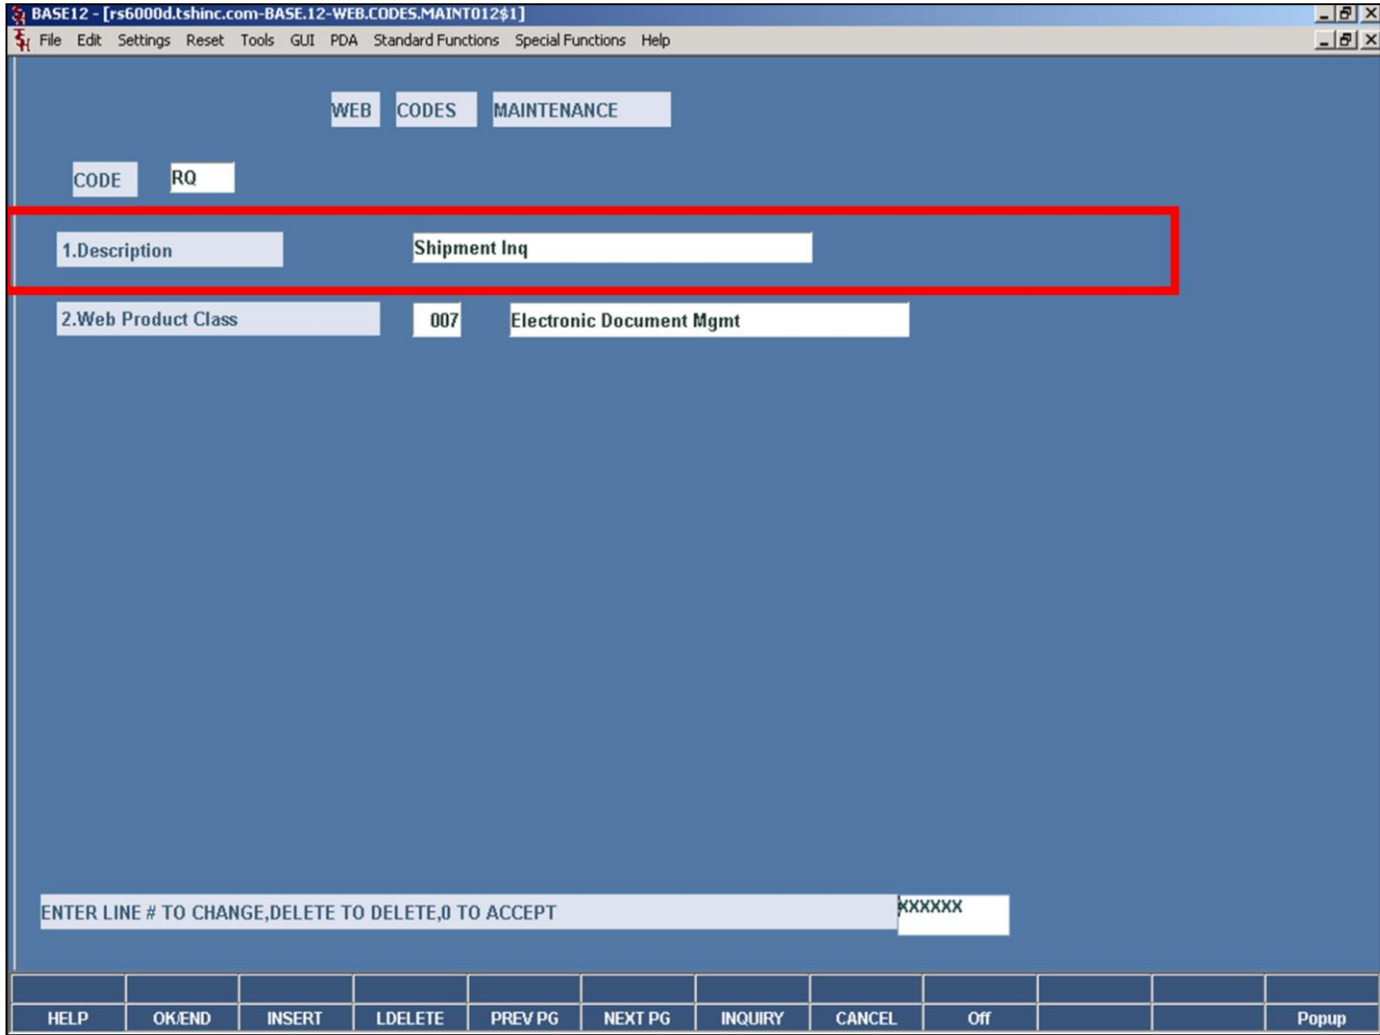 BASE12 - [rs6000d.tshinc.com-BASE.12-WEB.CODES.MAINT012$1]
File Edit Settings Reset Tools GUI PDA Standard Functions Special Functions Help
WEB CODES MAINTENANCE
CODE RQ
1.Description Shipment Inq
2.Web Product Class 007 Electronic Document Mgmt
ENTER LINE # TO CHANGE,DELETE TO DELETE,0 TO ACCEPT XXXXXX
HELP OK/END INSERT LDELETE PREV PG NEXT PG INQUIRY CANCEL Off Popup